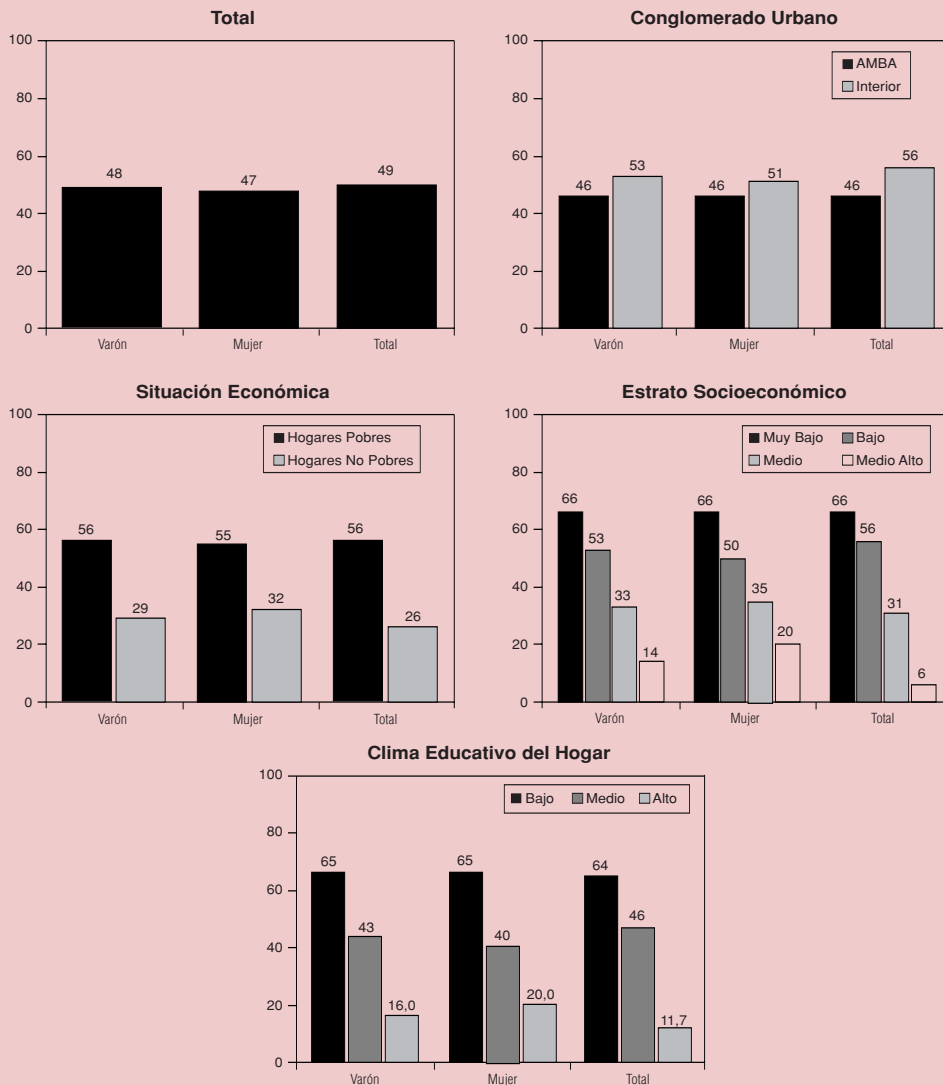 Total
100
80
60
40
20
0
48
47
49
Varón Mujer Total
Conglomerado Urbano
100
80
60
40
20
0
AMBA
Interior
46 53 46 51 46 56
Varón Mujer Total
Situación Económica
100
80
60
40
20
0
Hogares Pobres
Hogares No Pobres
56 29 55 32 56 26
Varón Mujer Total
Estrato Socioeconómico
100
80
60
40
20
0
Muy Bajo Bajo
Medio Medio Alto
66 53 33 14 66 50 35 20 66 56 31 6
Varón Mujer Total
Clima Educativo del Hogar
100
80
60
40
20
0
Bajo Medio Alto
65 43 16,0 65 40 20,0 64 46 11,7
Varón Mujer Total